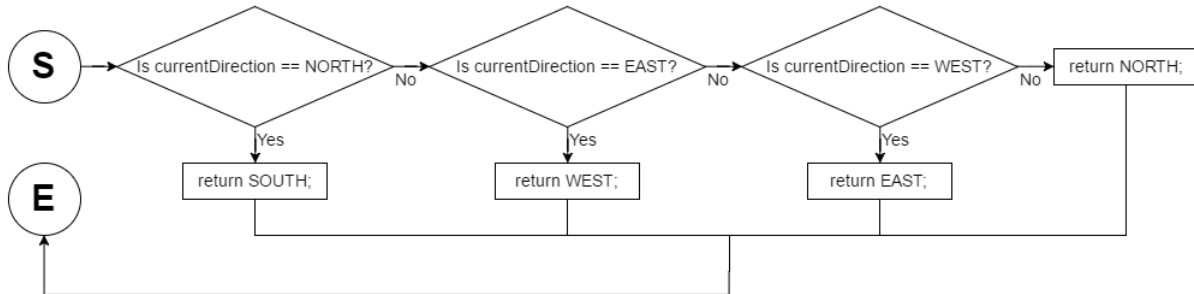 S
Is currentDirection == NORTH?
No
Is currentDirection == EAST?
No
Is currentDirection == WEST?
No
return NORTH;
Yes
Yes
Yes
return SOUTH;
return WEST;
return EAST;
E